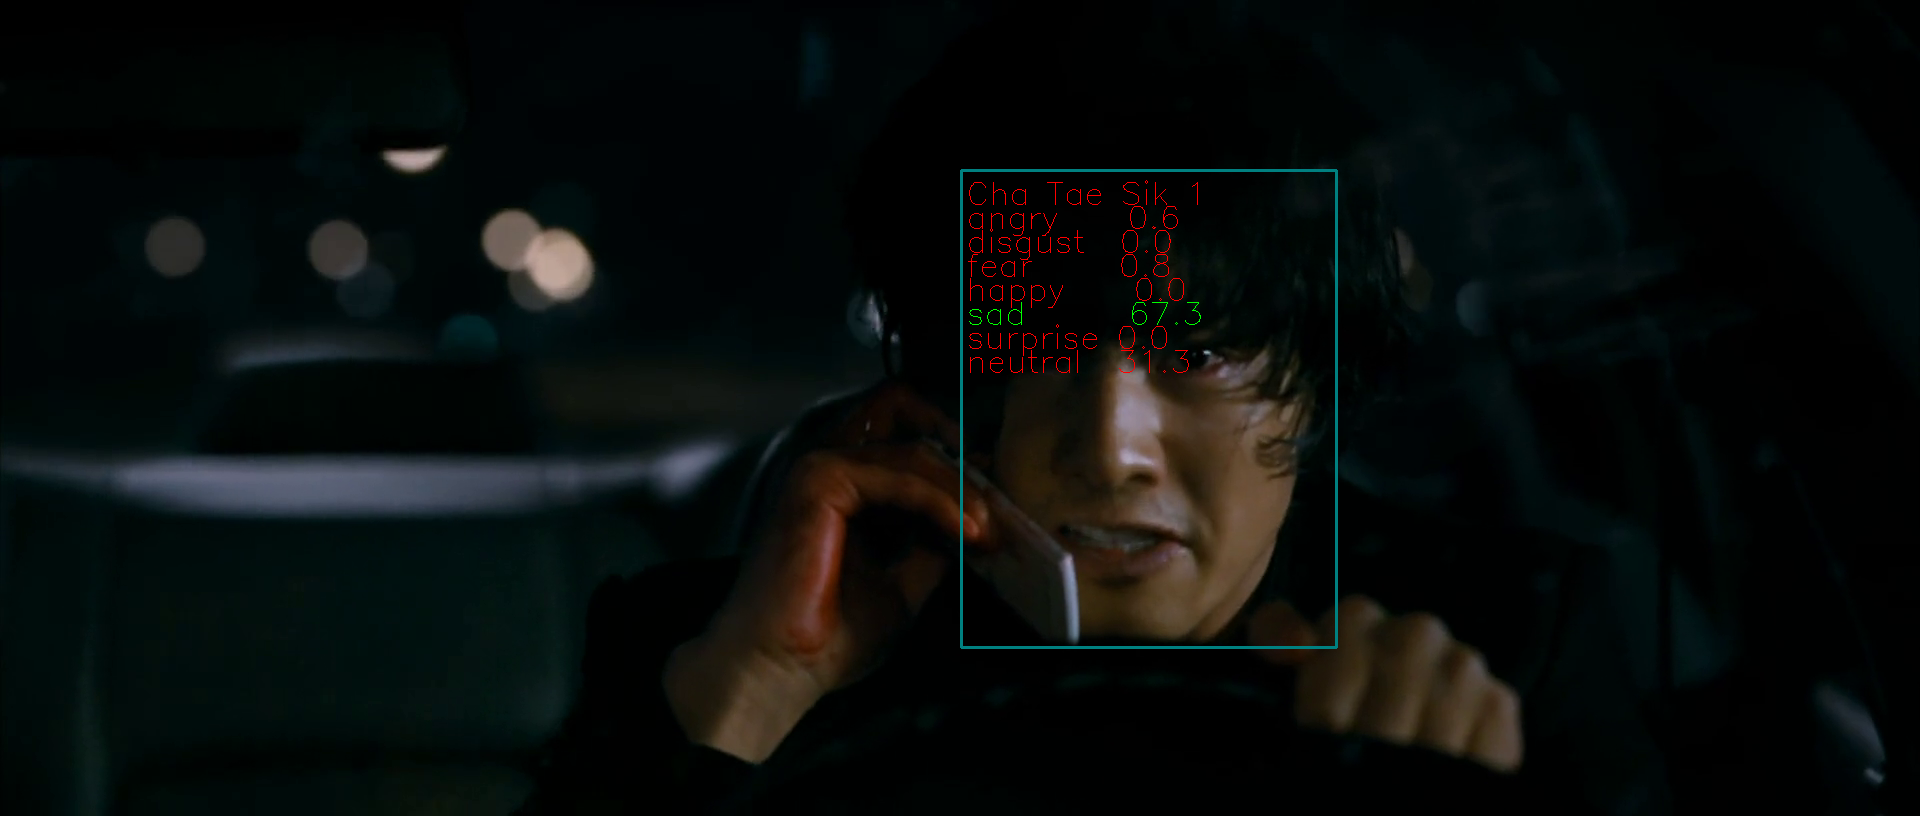 Cha Tae Sik 1
angry 0.6
disgust 0.0
fear 0.8
happy 0.0
sad 67.3
surprise 0.0
neutral 31.3